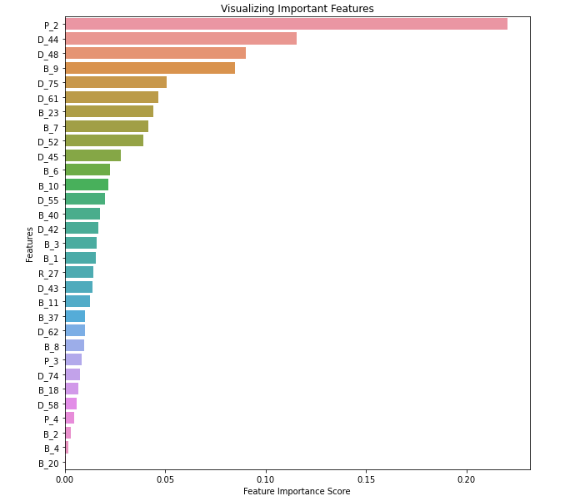 Visualizing Important Features
P_2
D_44
D_48
B_9
D_75
D_61
B_23
B_7
D_52
D_45
B_6
B_10
D_55
B_40
D_42
B_3
B_1
R_27
D_43
B_11
B_37
D_62
B_8
P_3
D_74
B_18
D_58
P_4
B_2
B_4
B_20
Features
0.00 0.05 0.10 0.15 0.20
Feature Importance Score